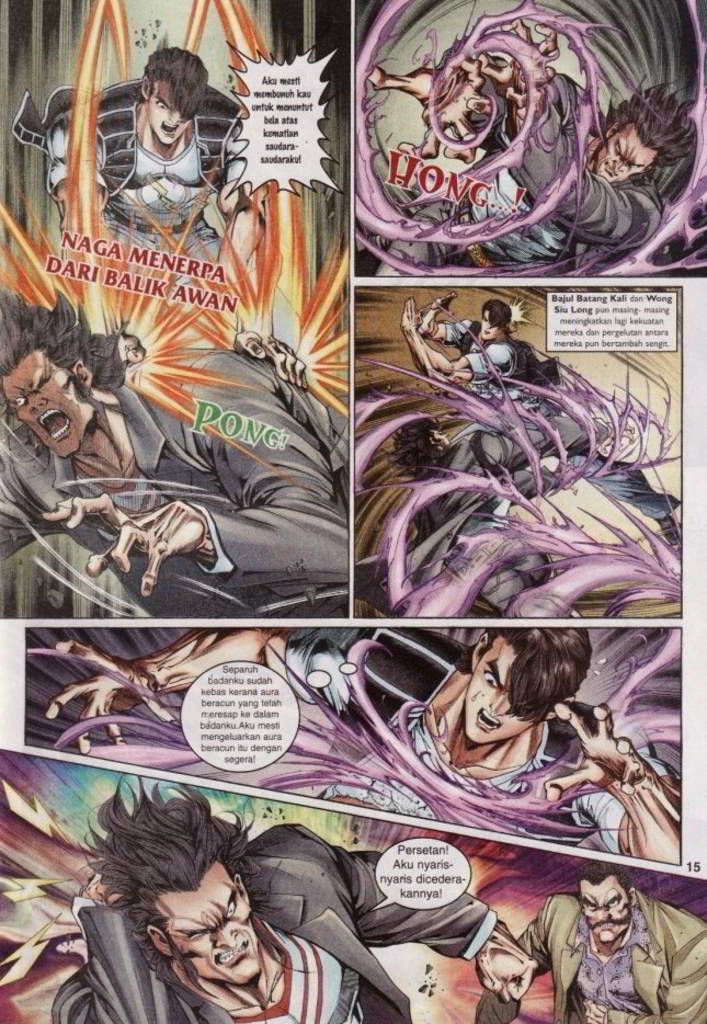 Aku mesti
membunuh kau
untuk menuntut
bela atas
kematian
saudara-
saudaraku!
NAGA MENERPA
DARI BALIK AWAN
PONG!
HONG...!
Bajul Batang Kali dan Wong
Siu Long pun masing- masing
meningkatkan lagi kekuatan
mereka dan pergelutan antara
mereka pun bertambah sengit.
Separuh
badanku sudah
kebas kerana aura
beracun yang telah
meresap ke dalam
badanku.Aku mesti
mengeluarkan aura
beracun itu dengan
segera!
Persetan!
Aku nyaris-
nyaris dicedera-
kannya!
15